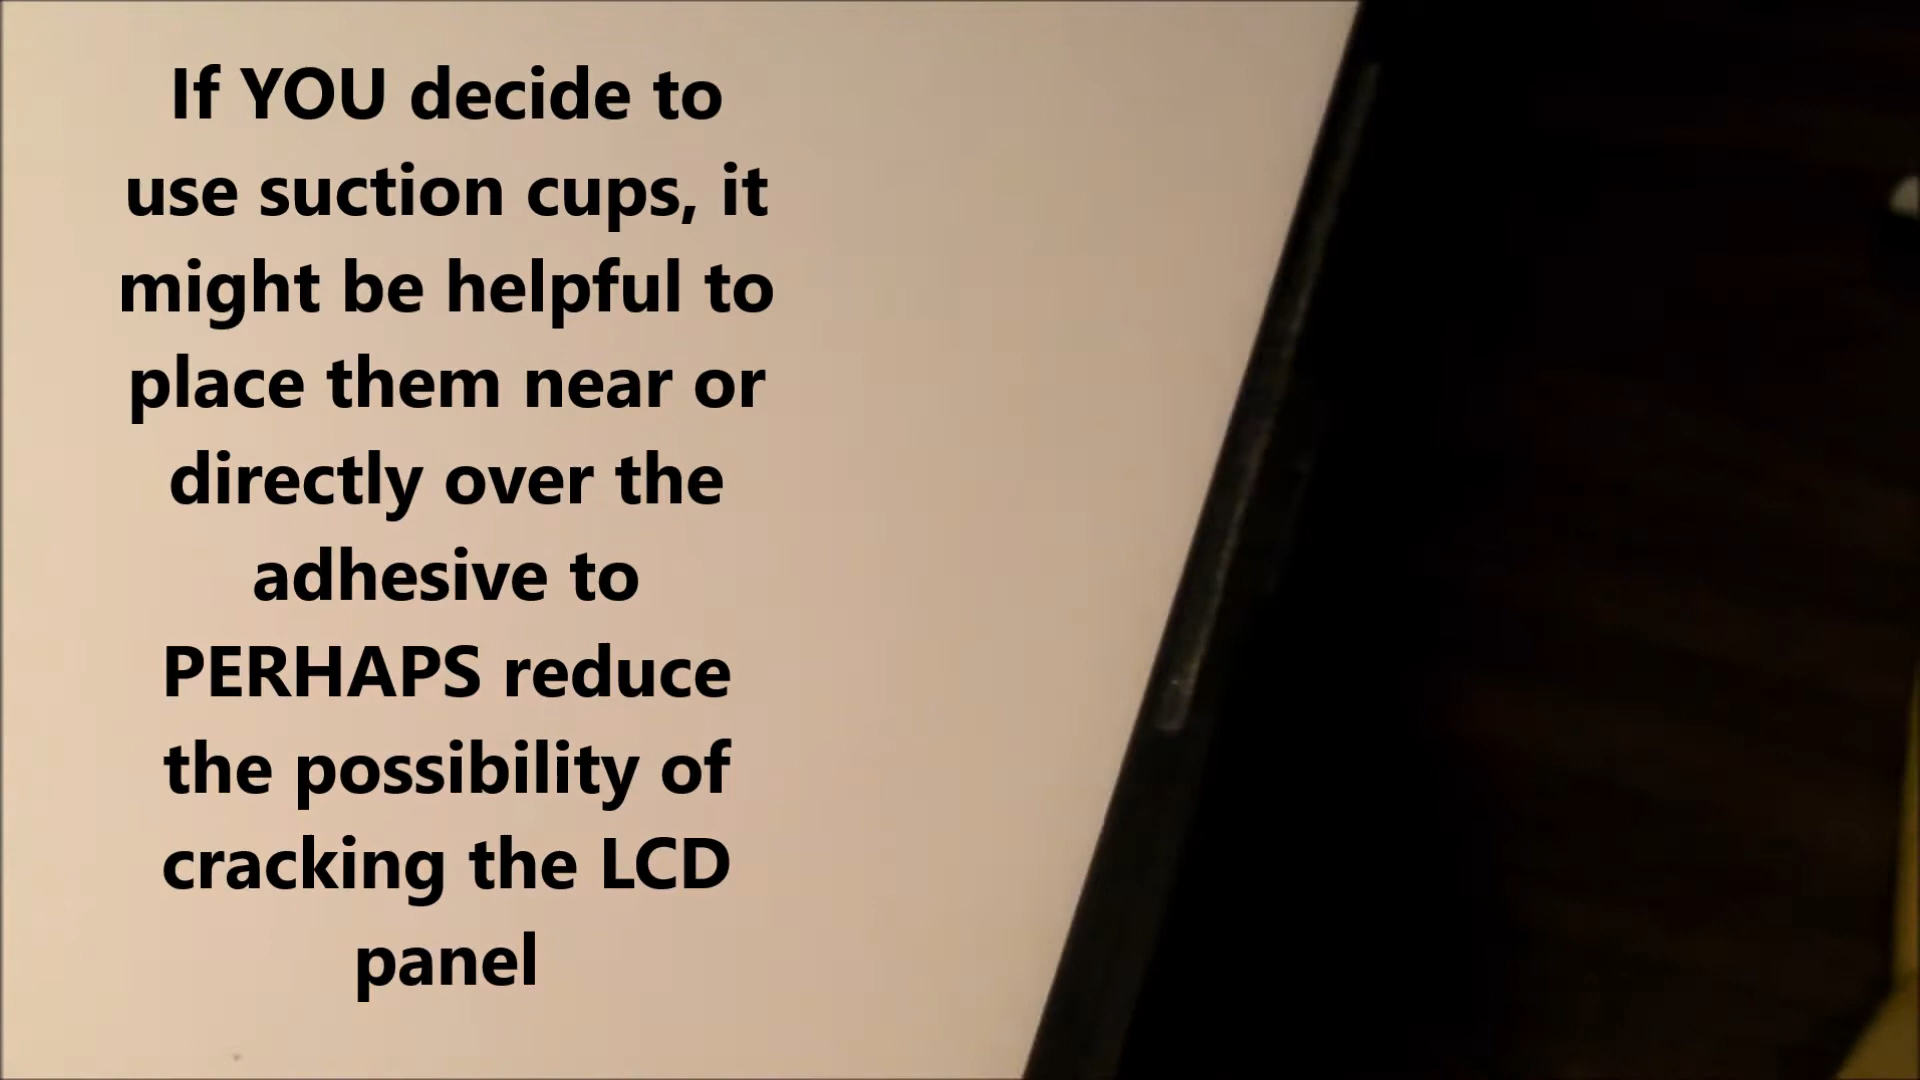 If YOU decide to
use suction cups, it
might be helpful to
place them near or
directly over the
adhesive to
PERHAPS reduce
the possibility of
cracking the LCD
panel